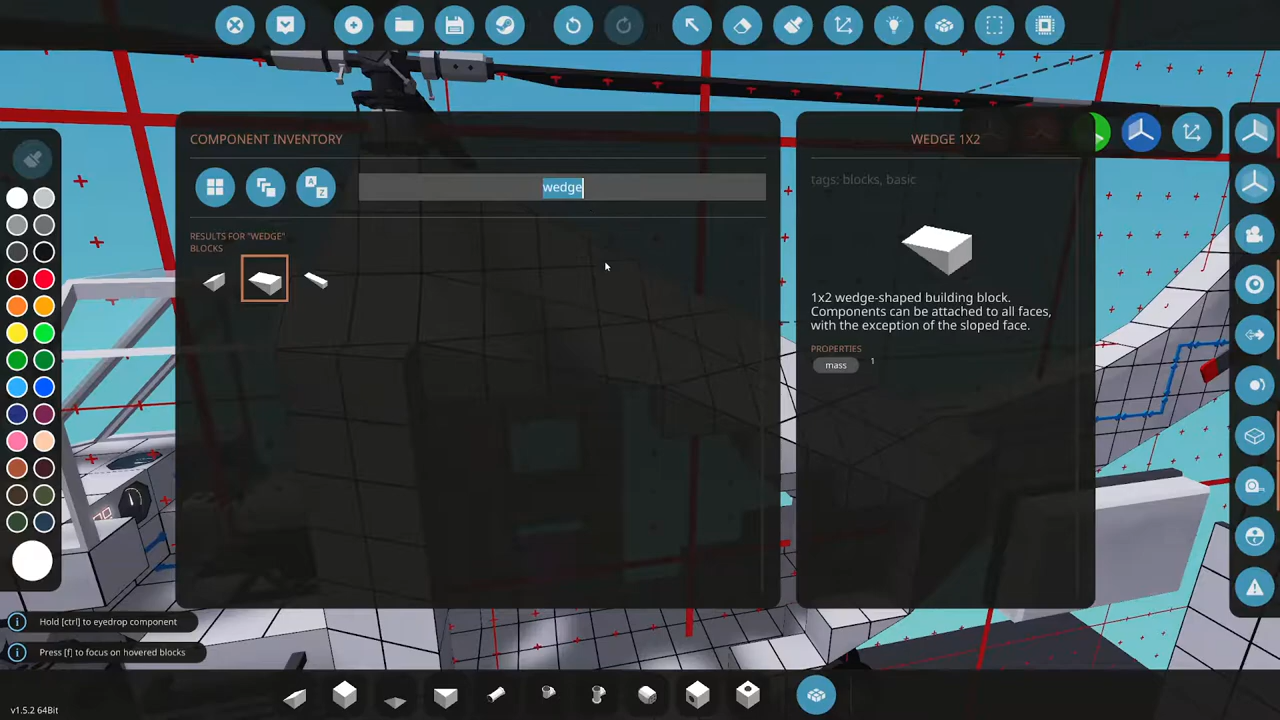 COMPONENT INVENTORY
wedge
RESULTS FOR "WEDGE"
BLOCKS
WEDGE 1X2
tags: blocks, basic
1x2 wedge-shaped building block.
Components can be attached to all faces,
with the exception of the sloped face.
PROPERTIES
mass 1
Hold [ctrl] to eyedrop component
Press [f] to focus on hovered blocks
v1.5.2 64Bit